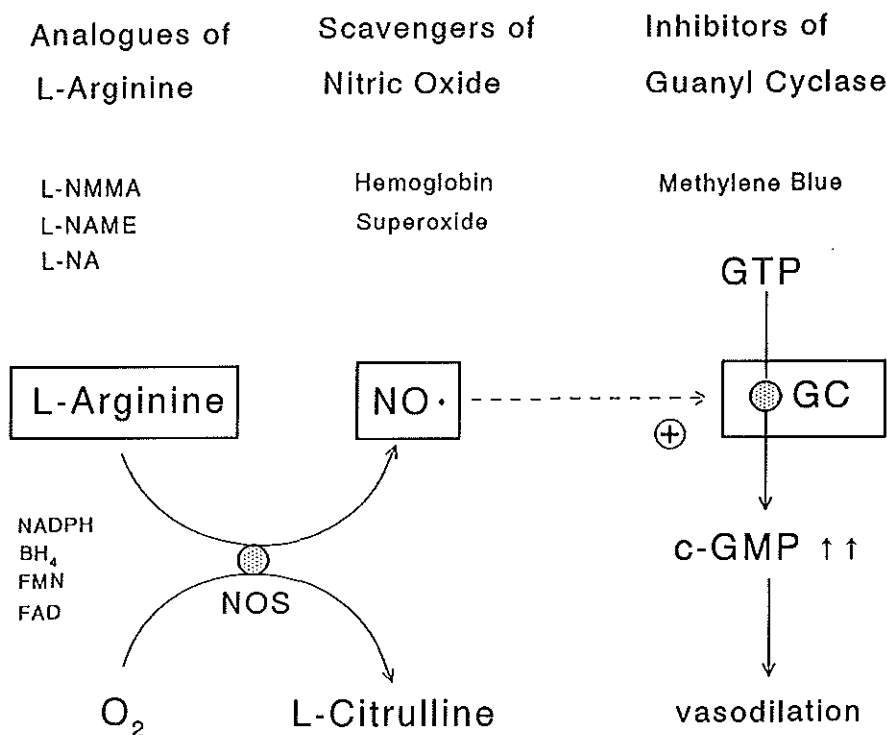 Analogues of
L-Arginine
Scavengers of
Nitric Oxide
Inhibitors of
Guanyl Cyclase
L-NMMA
L-NAME
L-NA
Hemoglobin
Superoxide
Methylene Blue
GTP
L-Arginine
NO·
GC
+
NADPH
BH₄
FMN
FAD
NOS
c-GMP ↑↑
O₂
L-Citrulline
vasodilation